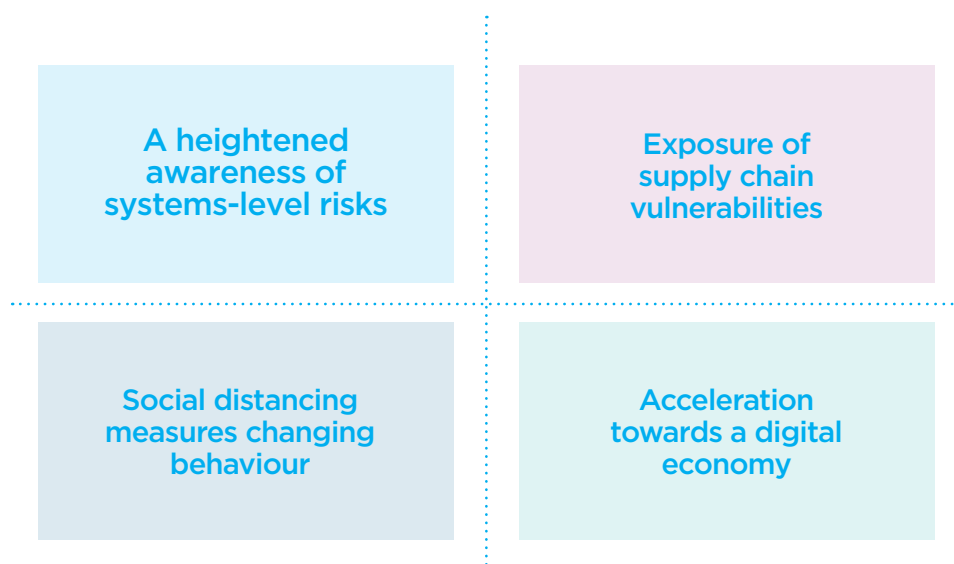 A heightened
awareness of
systems-level risks
Exposure of
supply chain
vulnerabilities
Social distancing
measures changing
behaviour
Acceleration
towards a digital
economy